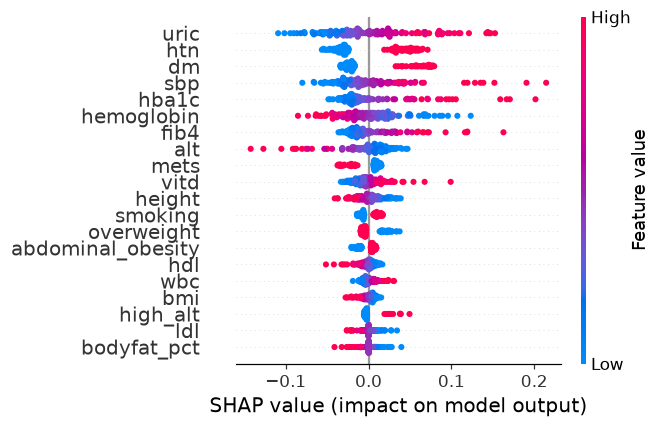 High
uric
htn
dm
sbp
hba1c
hemoglobin
fib4
alt
mets
vitd
height
smoking
overweight
abdominal_obesity
hdl
wbc
bmi
high_alt
ldl
bodyfat_pct
Feature value
Low
−0.1 0.0 0.1 0.2
SHAP value (impact on model output)